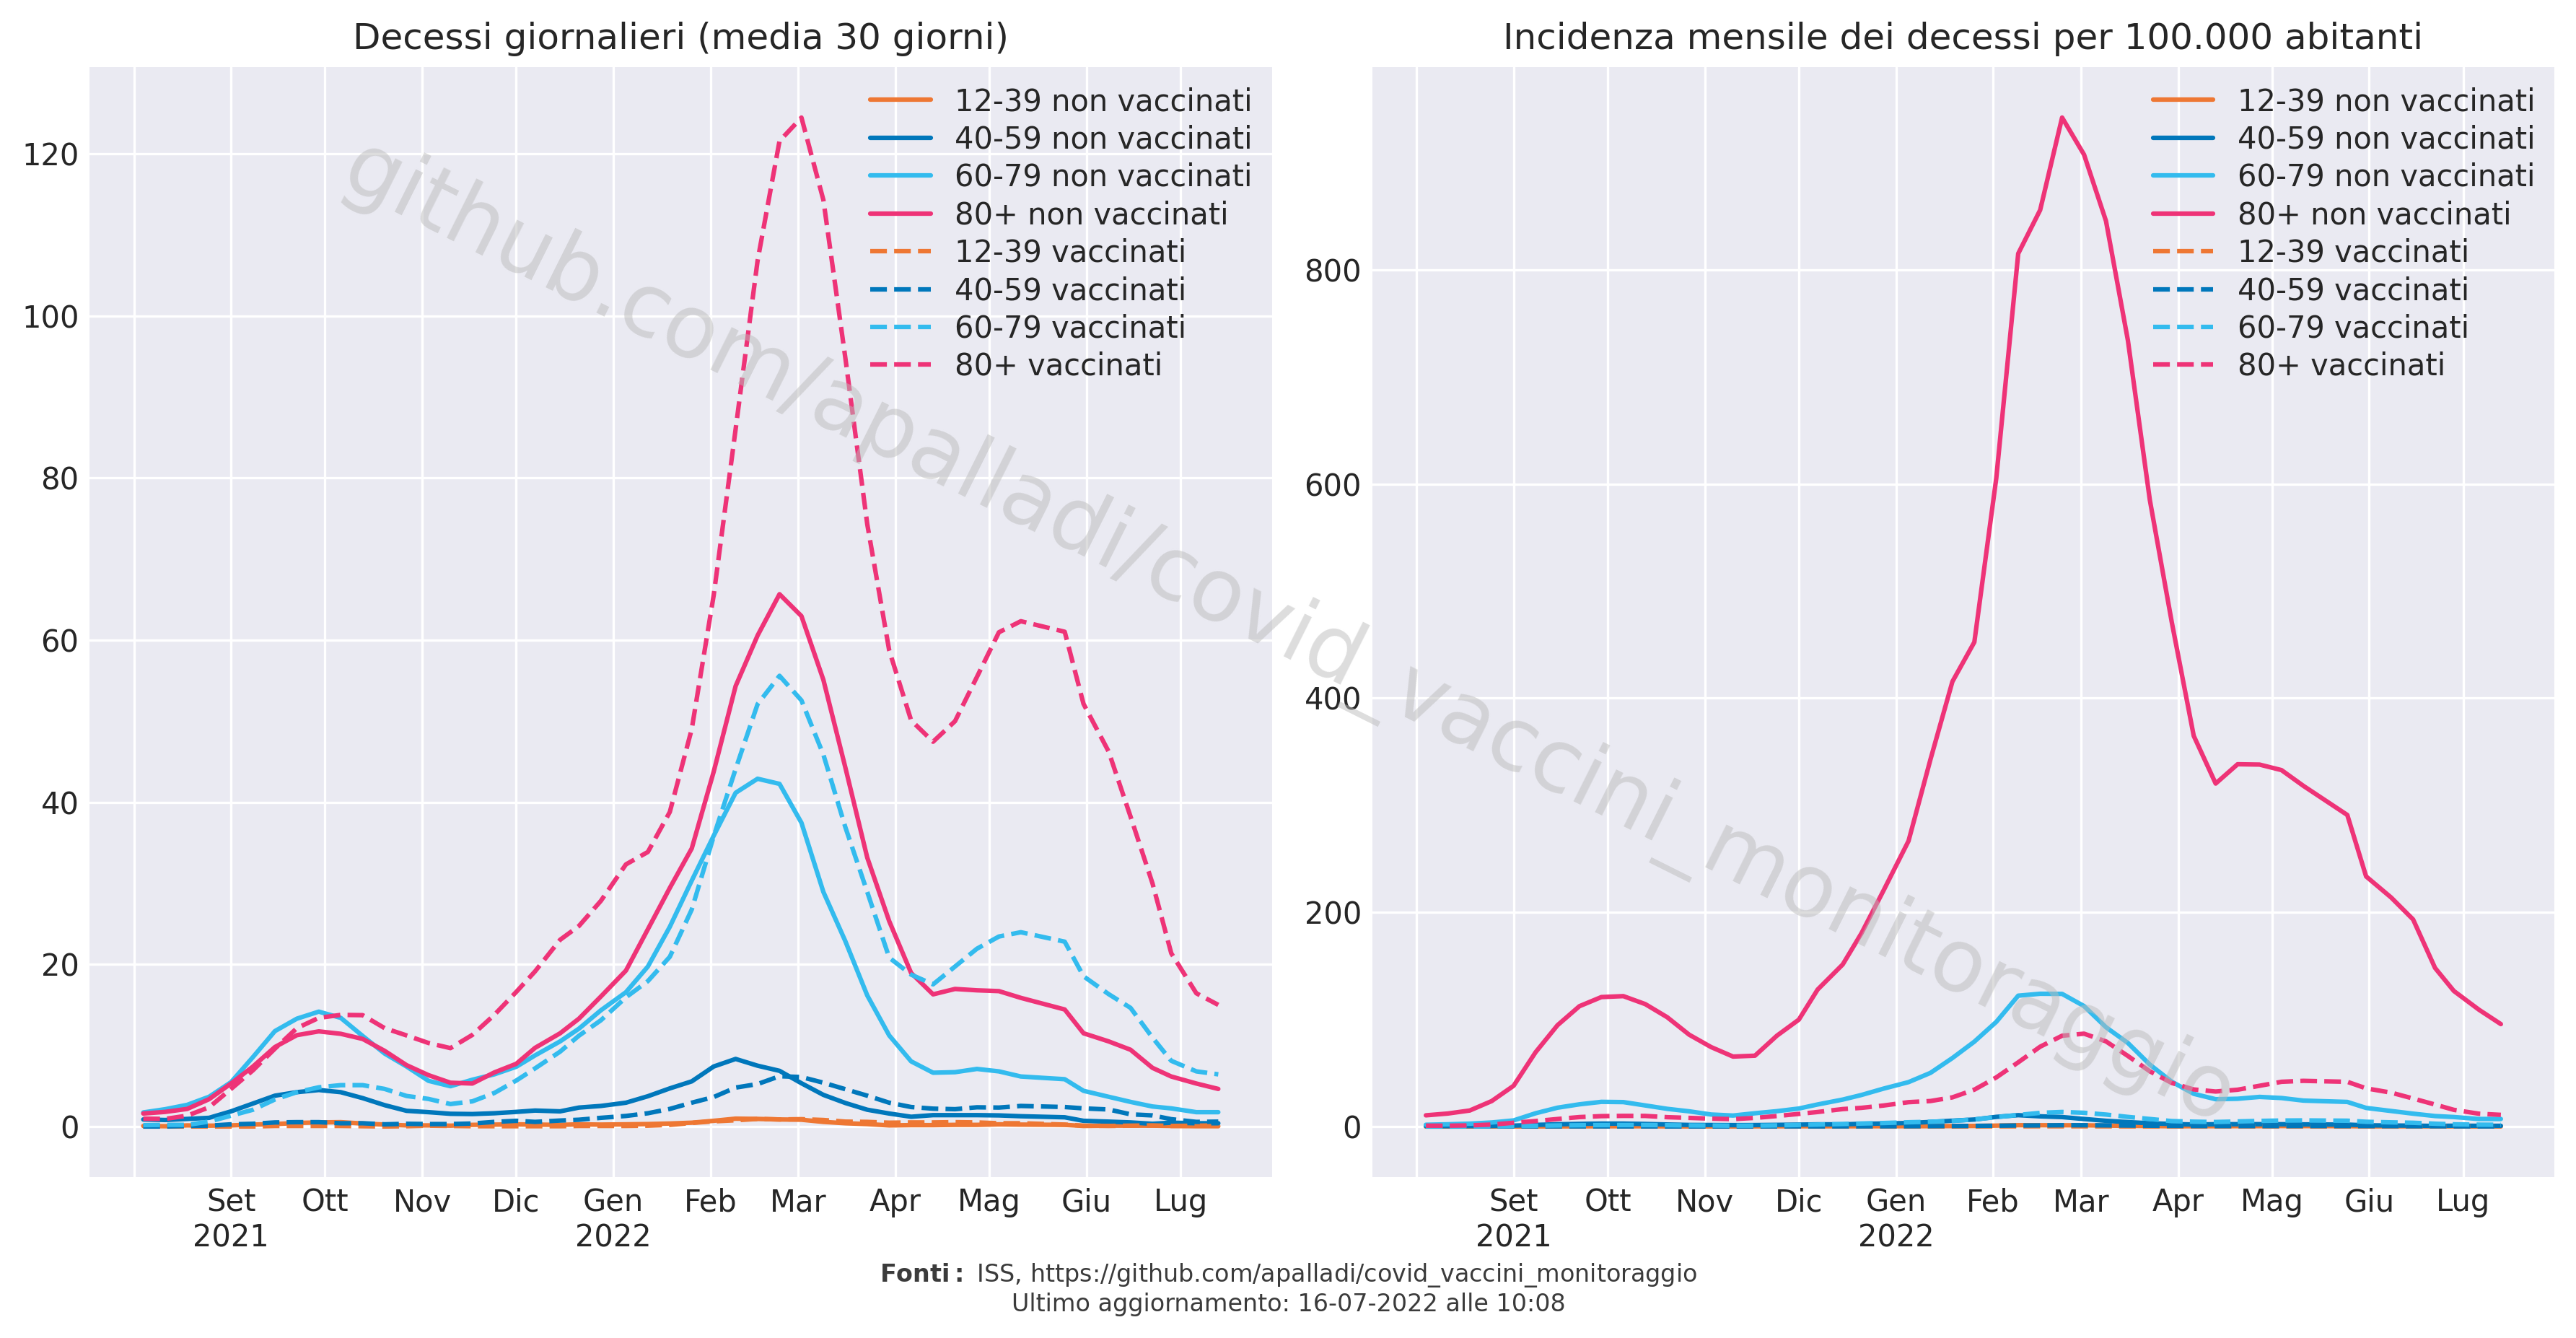 Decessi giornalieri (media 30 giorni)
120
100
80
60
40
20
0
12-39 non vaccinati
40-59 non vaccinati
60-79 non vaccinati
80+ non vaccinati
12-39 vaccinati
40-59 vaccinati
60-79 vaccinati
80+ vaccinati
Set Ott Nov Dic Gen Feb Mar Apr Mag Giu Lug
2021 2022
Incidenza mensile dei decessi per 100.000 abitanti
800
600
400
200
0
12-39 non vaccinati
40-59 non vaccinati
60-79 non vaccinati
80+ non vaccinati
12-39 vaccinati
40-59 vaccinati
60-79 vaccinati
80+ vaccinati
Set Ott Nov Dic Gen Feb Mar Apr Mag Giu Lug
2021 2022
github.com/apalladi/covid_vaccini_monitoraggio
Fonti: ISS, https://github.com/apalladi/covid_vaccini_monitoraggio
Ultimo aggiornamento: 16-07-2022 alle 10:08